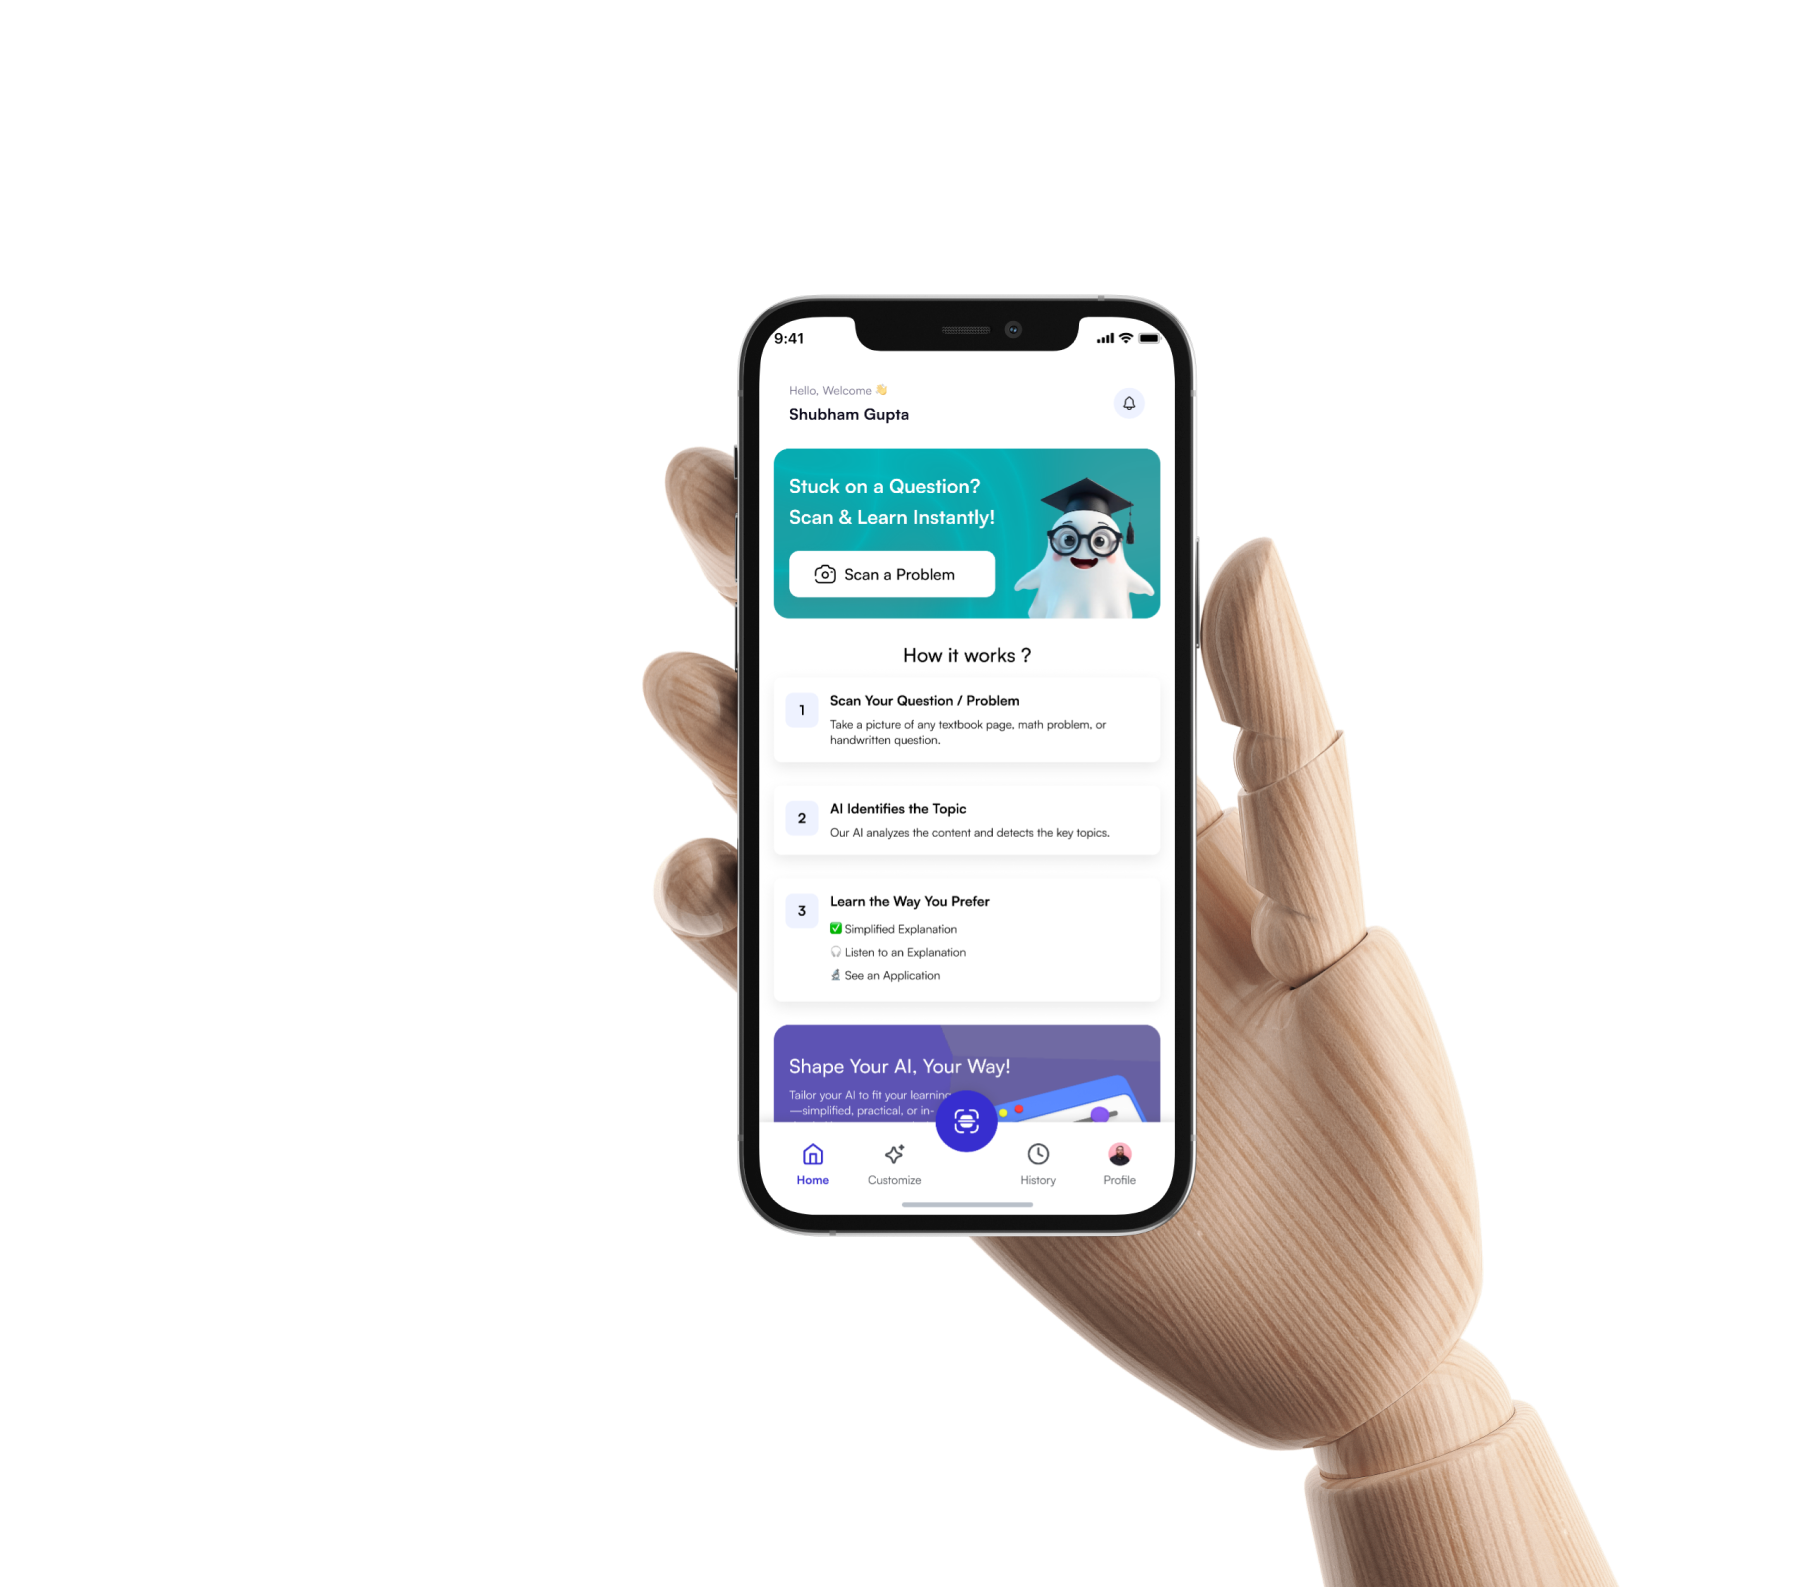 9:41
Hello, Welcome 👋
Shubham Gupta
Stuck on a Question?
Scan & Learn Instantly!
Scan a Problem
How it works ?
1
Scan Your Question / Problem
Take a picture of any textbook page, math problem, or
handwritten question.
2
AI Identifies the Topic
Our AI analyzes the content and detects the key topics.
3
Learn the Way You Prefer
✅ Simplified Explanation
🎧 Listen to an Explanation
🔬 See an Application
Shape Your AI, Your Way!
Tailor your AI to fit your learning
—simplified, practical, or in-
Home
Customize
History
Profile